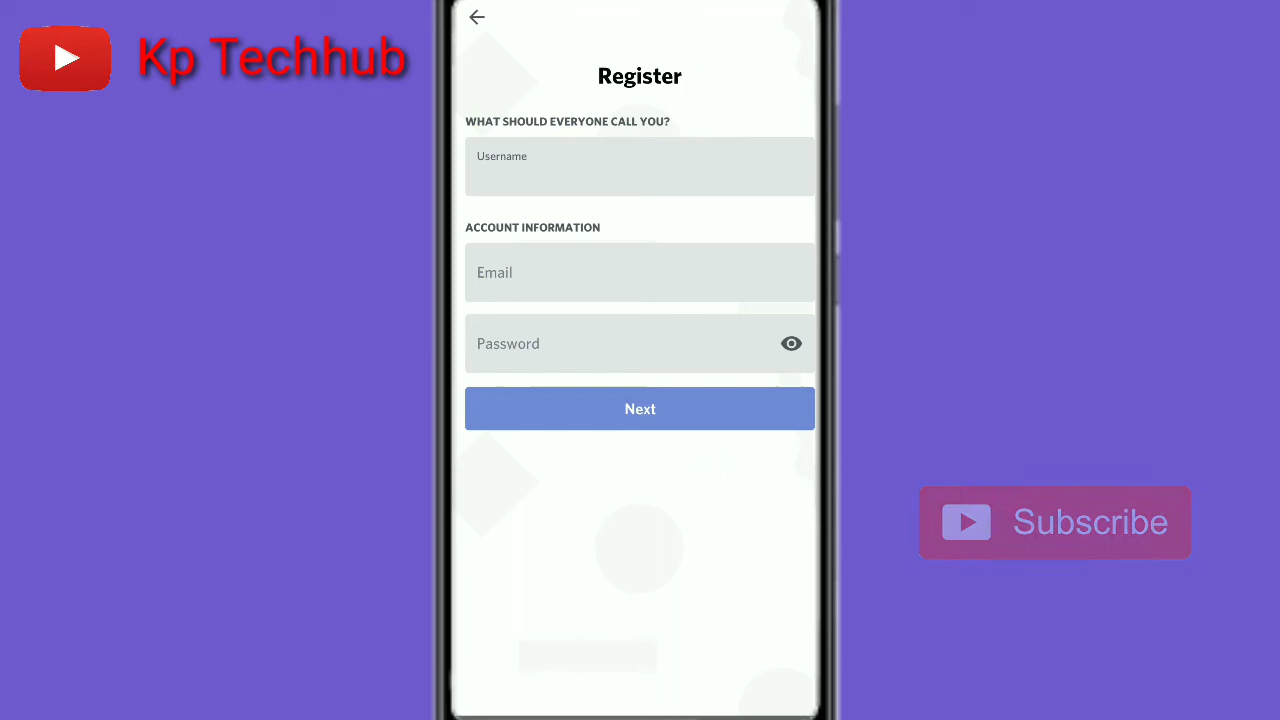 Kp Techhub
Register
WHAT SHOULD EVERYONE CALL YOU?
Username
ACCOUNT INFORMATION
Email
Password
Next
Subscribe